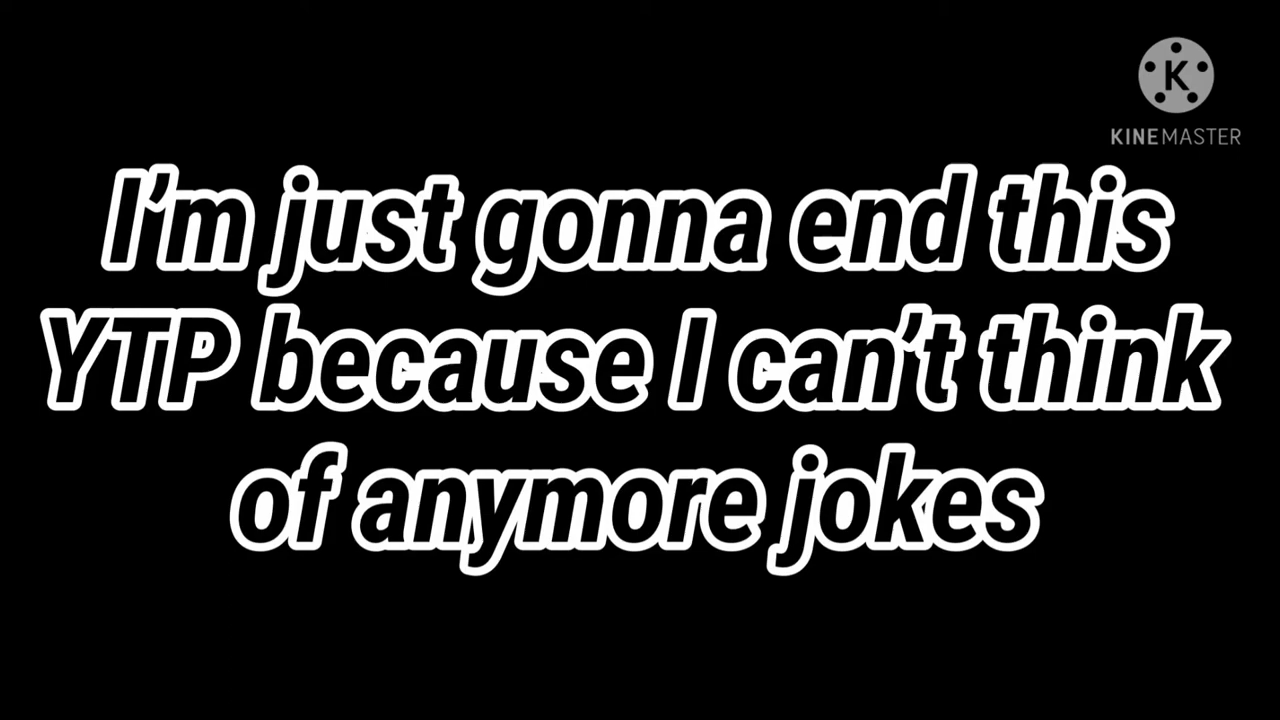 K
KINEMASTER
I'm just gonna end this
YTP because I can't think
of anymore jokes